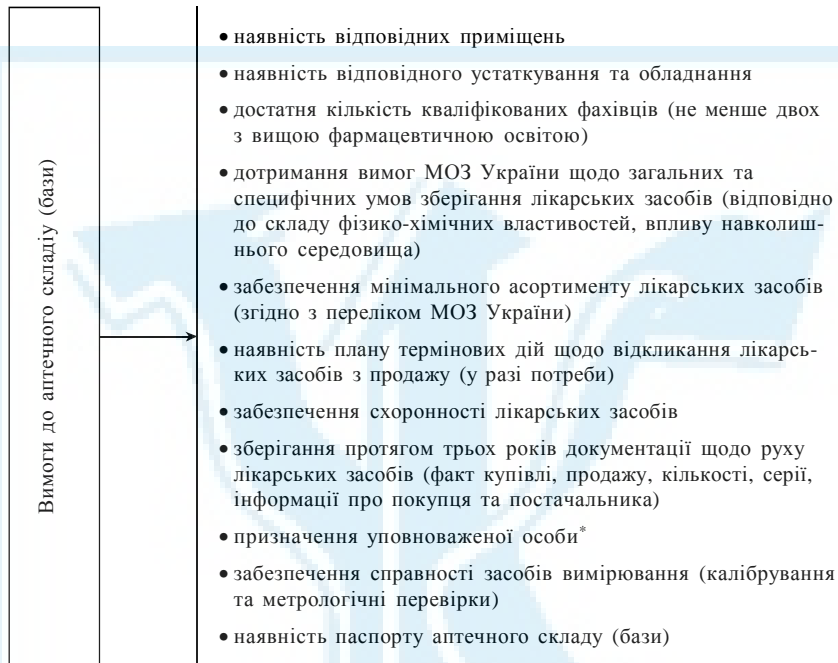 Вимоги до аптечного складіу (бази)
• наявність відповідних приміщень
• наявність відповідного устаткування та обладнання
• достатня кількість кваліфікованих фахівців (не менше двох
з вищою фармацевтичною освітою)
• дотримання вимог МОЗ України щодо загальних та
специфічних умов зберігання лікарських засобів (відповідно
до складу фізико-хімічних властивостей, впливу навколиш-
нього середовища)
• забезпечення мінімального асортименту лікарських засобів
(згідно з переліком МОЗ України)
• наявність плану термінових дій щодо відкликання лікарсь-
ких засобів з продажу (у разі потреби)
• забезпечення схоронності лікарських засобів
• зберігання протягом трьох років документації щодо руху
лікарських засобів (факт купівлі, продажу, кількості, серії,
інформації про покупця та постачальника)
• призначення уповноваженої особи*
• забезпечення справності засобів вимірювання (калібрування
та метрологічні перевірки)
• наявність паспорту аптечного складу (бази)